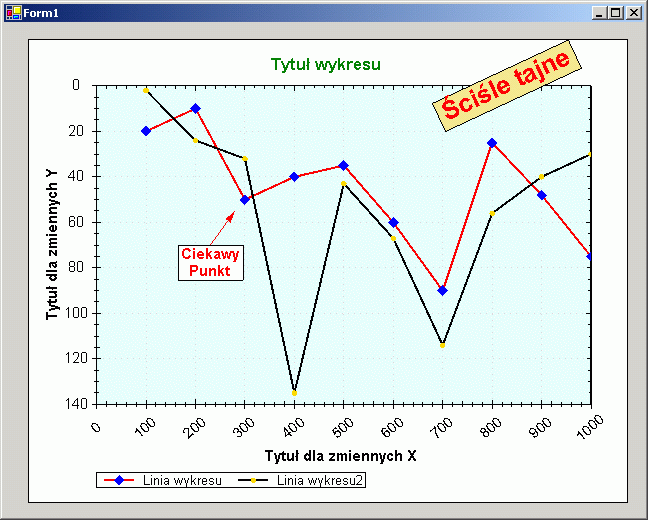 Form1
Tytuł wykresu
Ściśle tajne
Tytuł dla zmiennych Y
0
20
40
60
80
100
120
140
Ciekawy
Punkt
0
100
200
300
400
500
600
700
800
900
1000
Tytuł dla zmiennych X
Linia wykresu
Linia wykresu2